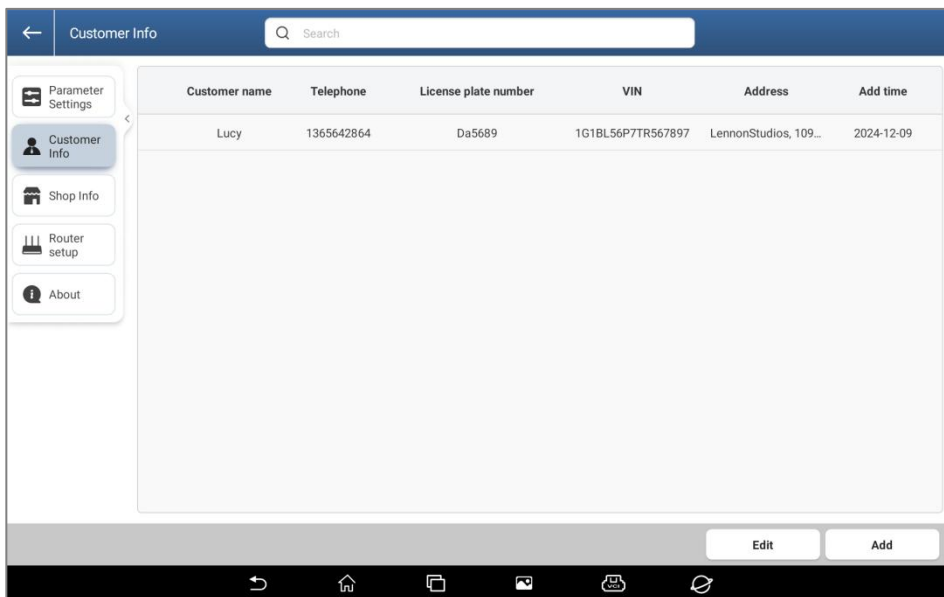 Customer Info
Search
Parameter
Settings
Customer
Info
Shop Info
Router
setup
About
Customer name Telephone License plate number VIN Address Add time
Lucy 1365642864 Da5689 1G1BL56P7TR567897 LennonStudios, 109... 2024-12-09
Edit Add
VCI